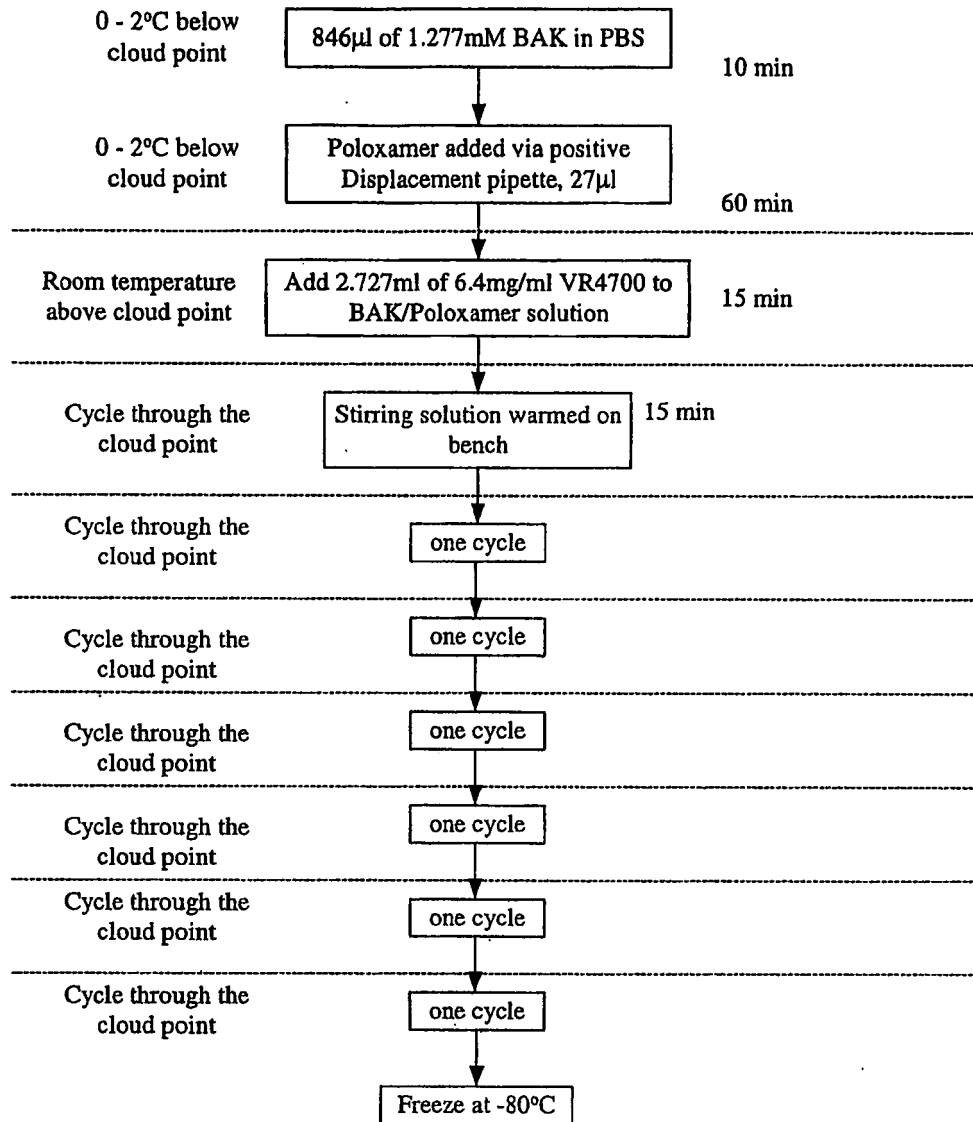 0 - 2ºC below
cloud point
846µl of 1.277mM BAK in PBS
10 min
0 - 2ºC below
cloud point
Poloxamer added via positive
Displacement pipette, 27µl
60 min
Room temperature
above cloud point
Add 2.727ml of 6.4mg/ml VR4700 to
BAK/Poloxamer solution
15 min
Cycle through the
cloud point
Stirring solution warmed on
bench
15 min
Cycle through the
cloud point
one cycle
Cycle through the
cloud point
one cycle
Cycle through the
cloud point
one cycle
Cycle through the
cloud point
one cycle
Cycle through the
cloud point
one cycle
Cycle through the
cloud point
one cycle
Freeze at -80ºC